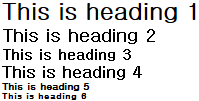 This is heading 1
This is heading 2
This is heading 3
This is heading 4
This is heading 5
This is heading 6